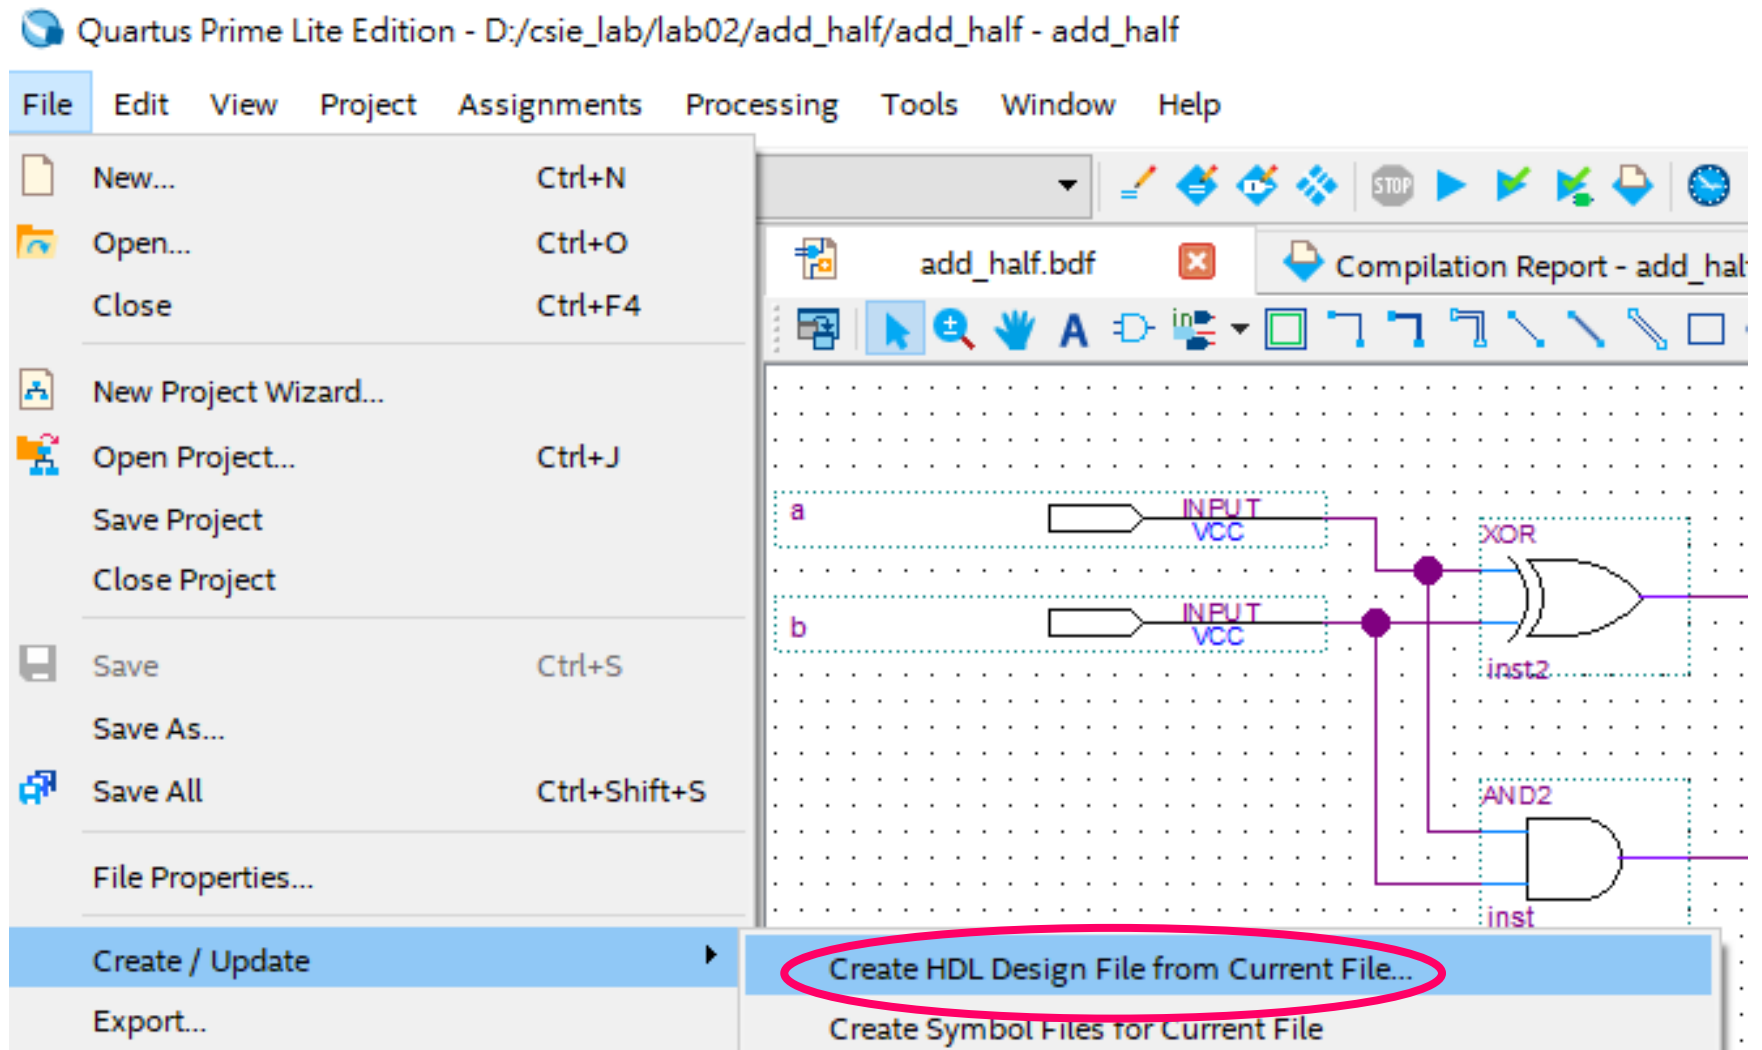 Quartus Prime Lite Edition - D:/csie_lab/lab02/add_half/add_half - add_half
File Edit View Project Assignments Processing Tools Window Help
New... Ctrl+N
Open... Ctrl+O
Close Ctrl+F4
New Project Wizard...
Open Project... Ctrl+J
Save Project
Close Project
Save Ctrl+S
Save As...
Save All Ctrl+Shift+S
File Properties...
Create / Update
Export...
Create HDL Design File from Current File...
Create Symbol Files for Current File
STOP
add_half.bdf
Compilation Report - add_hal
A
in
a
INPUT
VCC
b
INPUT
VCC
XOR
inst2
AND2
inst